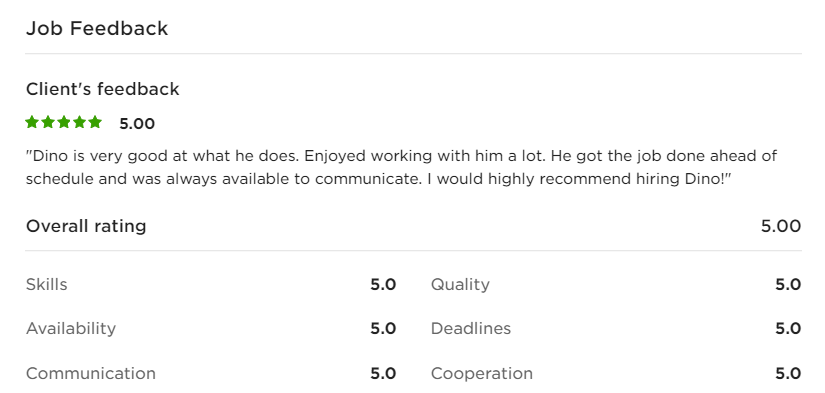 Job Feedback
Client's feedback
5.00
"Dino is very good at what he does. Enjoyed working with him a lot. He got the job done ahead of
schedule and was always available to communicate. I would highly recommend hiring Dino!"
Overall rating 5.00
Skills 5.0 Quality 5.0
Availability 5.0 Deadlines 5.0
Communication 5.0 Cooperation 5.0